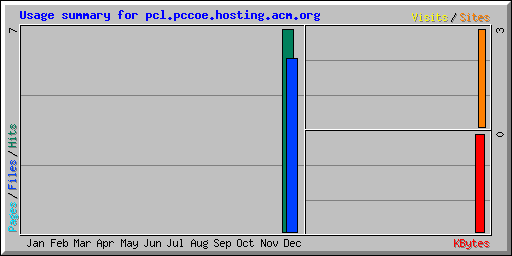 Usage summary for pcl.pccoe.hosting.acm.org
Visits/Sites
7
3
0
Pages/Files/Hits
Jan Feb Mar Apr May Jun Jul Aug Sep Oct Nov Dec
KBytes